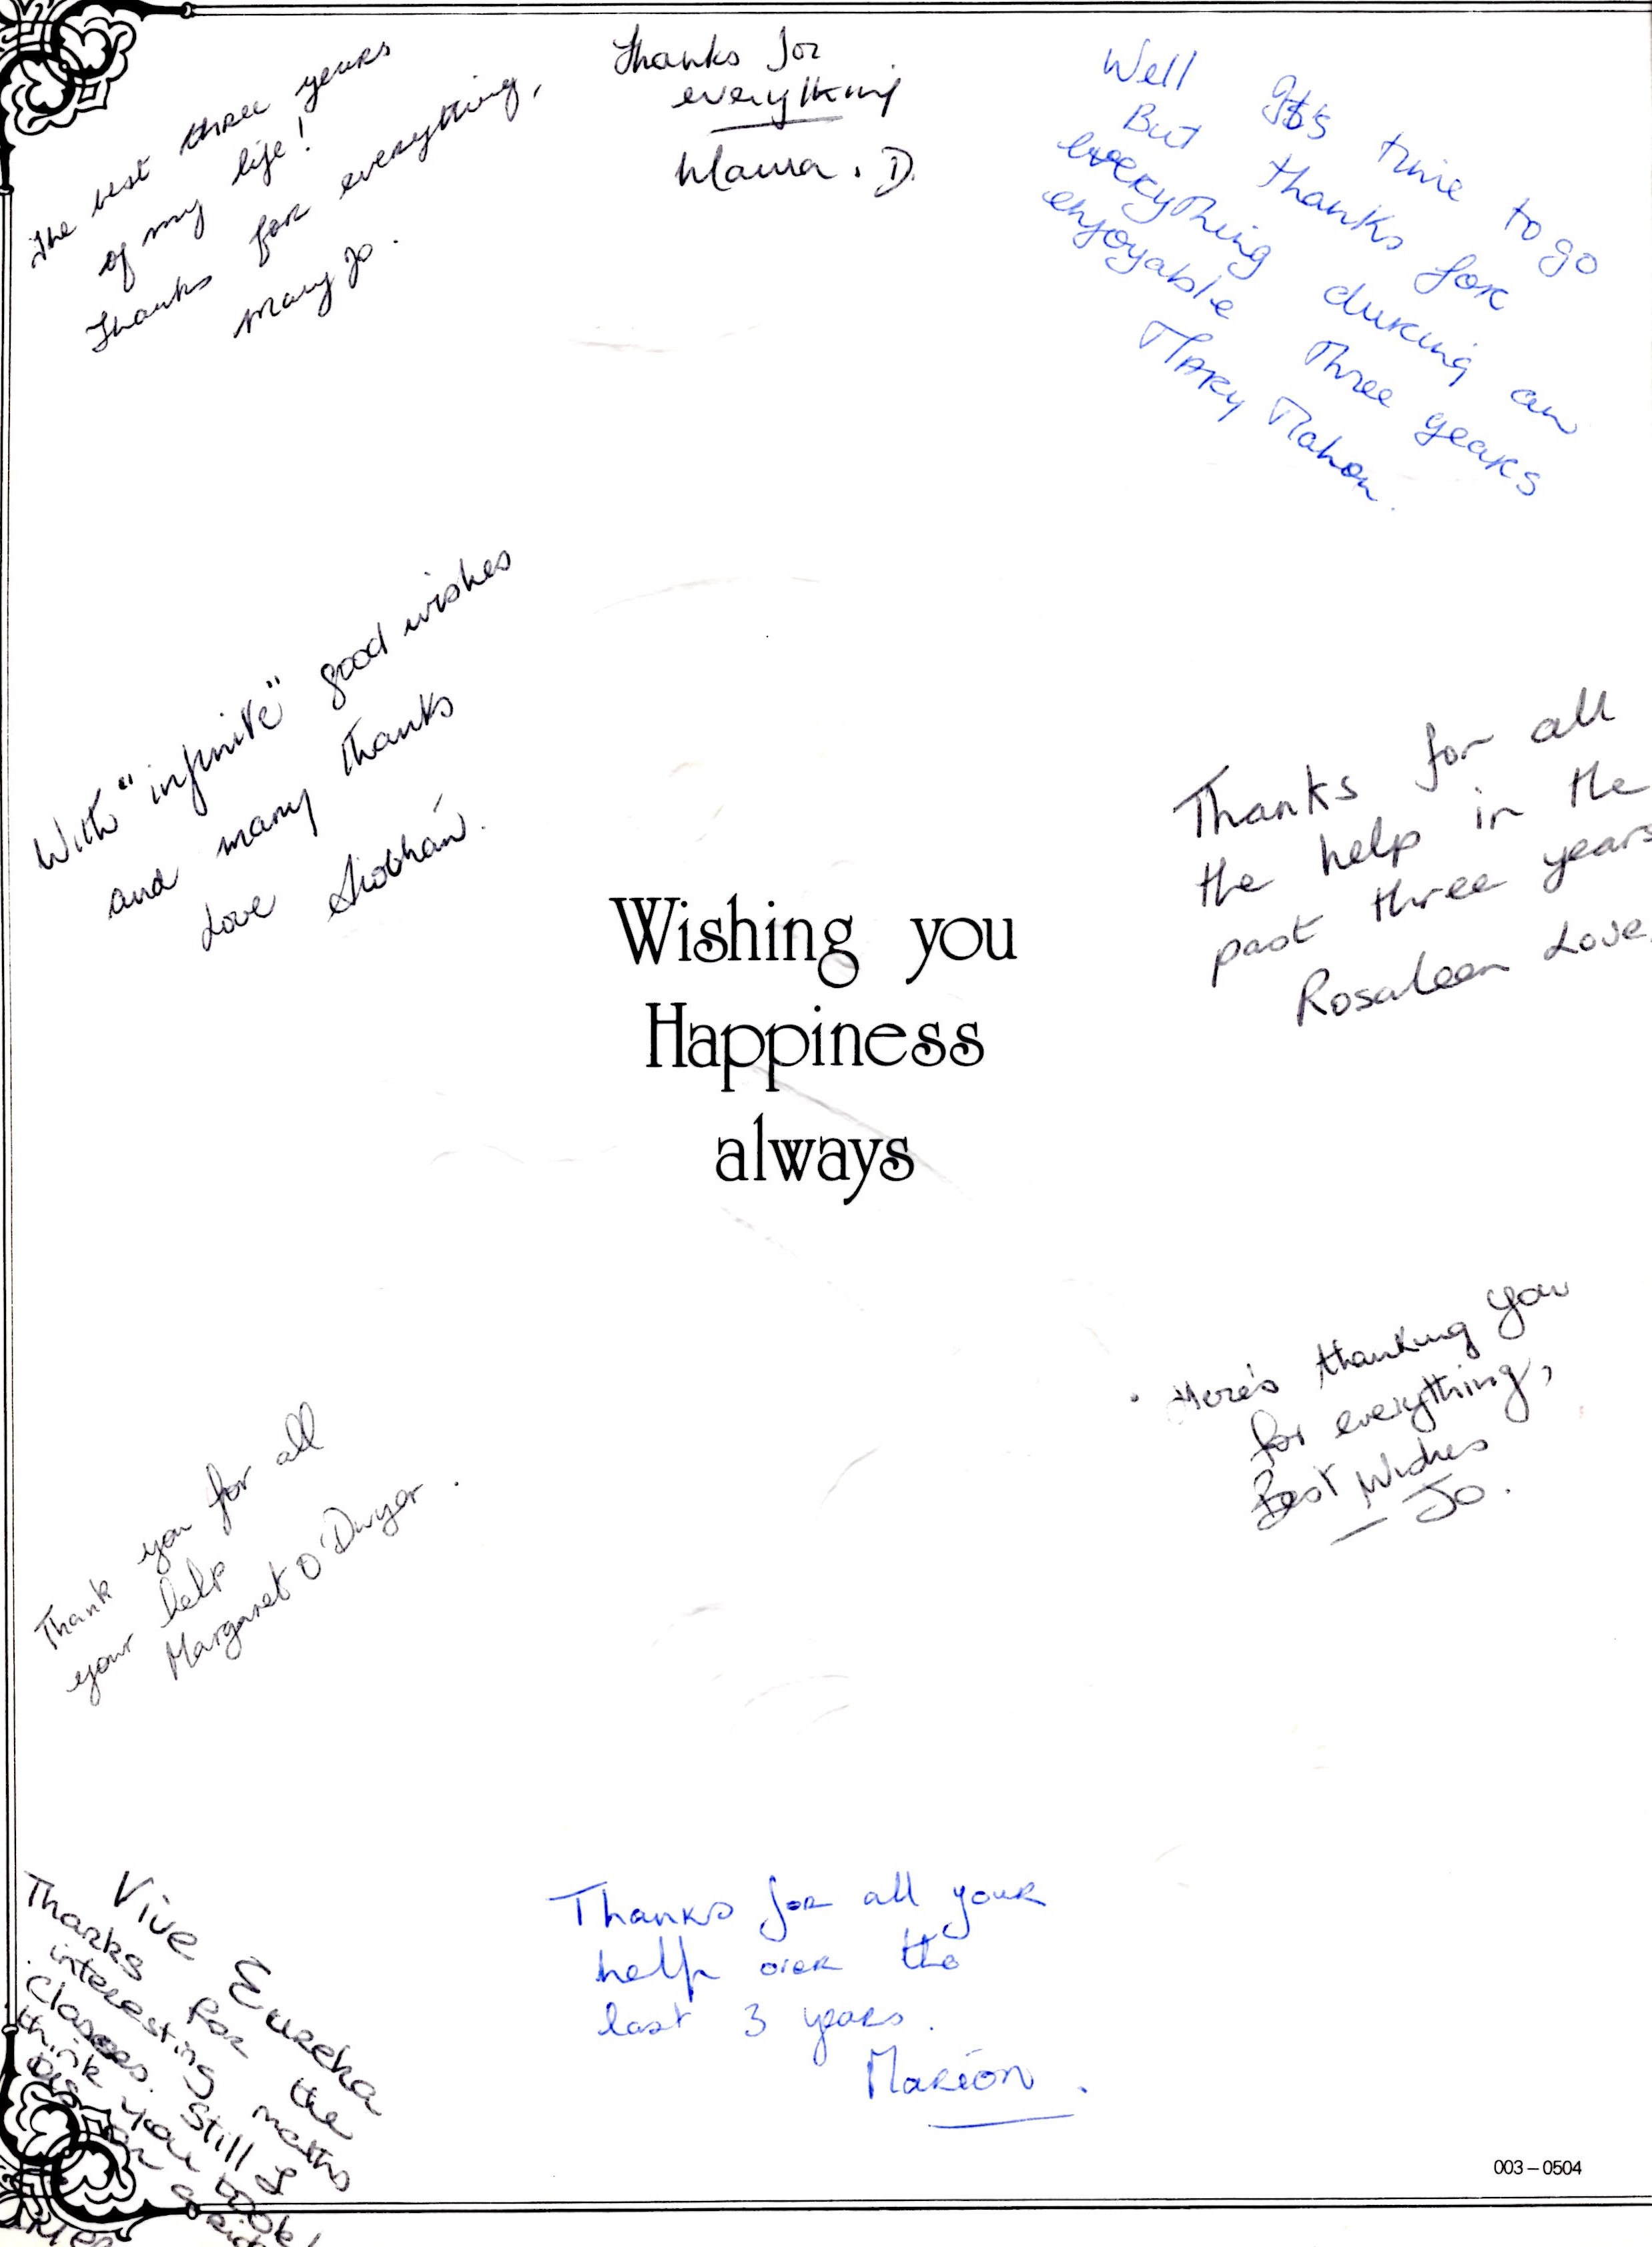 The best three years
of my life!
Thanks for everything,
Mary Jo.
Thanks for
everything
Maura. D.
Well It's time to go
But thanks for
everything during an
enjoyable three years
Mary Mahon.
With "infinite" good wishes
and many thanks
Love Siobhán.
Thanks for all
the help in the
past three years
Rosaleen Love
Wishing you
Happiness
always
Here's thanking you
for everything,
Best Wishes
— Jo.
Thank you for all
your help
Margaret O'Dwyer.
Vive Eureka
Thanks for the
interesting maths
classes. Still I
think you took
Thanks for all your
help over the
last 3 years.
Marion.
003-0504